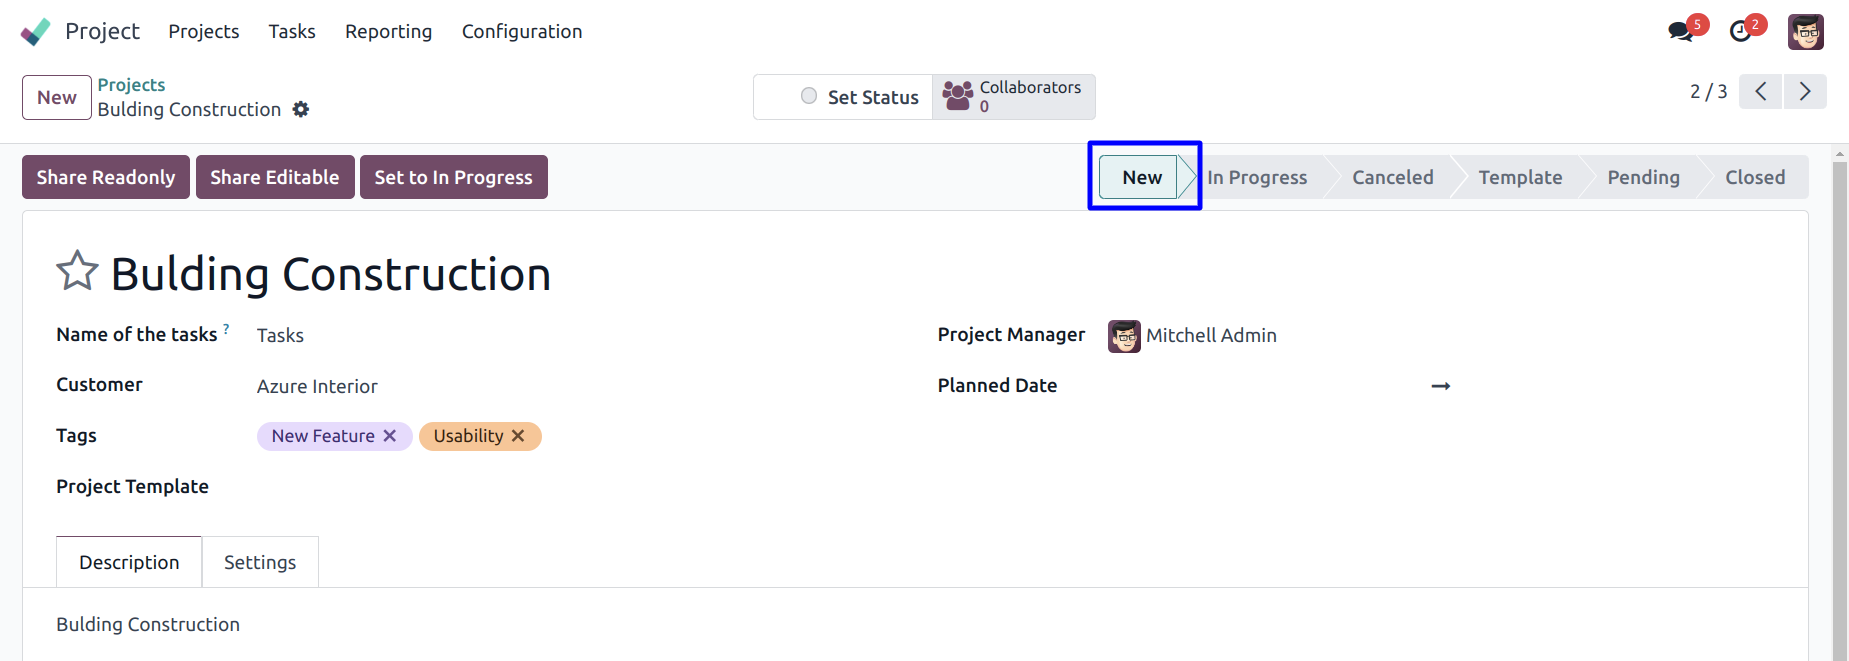 Project Projects Tasks Reporting Configuration 5 2
New Projects
Bulding Construction
Set Status Collaborators
0
2 / 3
Share Readonly Share Editable Set to In Progress New In Progress Canceled Template Pending Closed
Bulding Construction
Name of the tasks ? Tasks Project Manager Mitchell Admin
Customer Azure Interior Planned Date
Tags New Feature Usability
Project Template
Description Settings
Bulding Construction